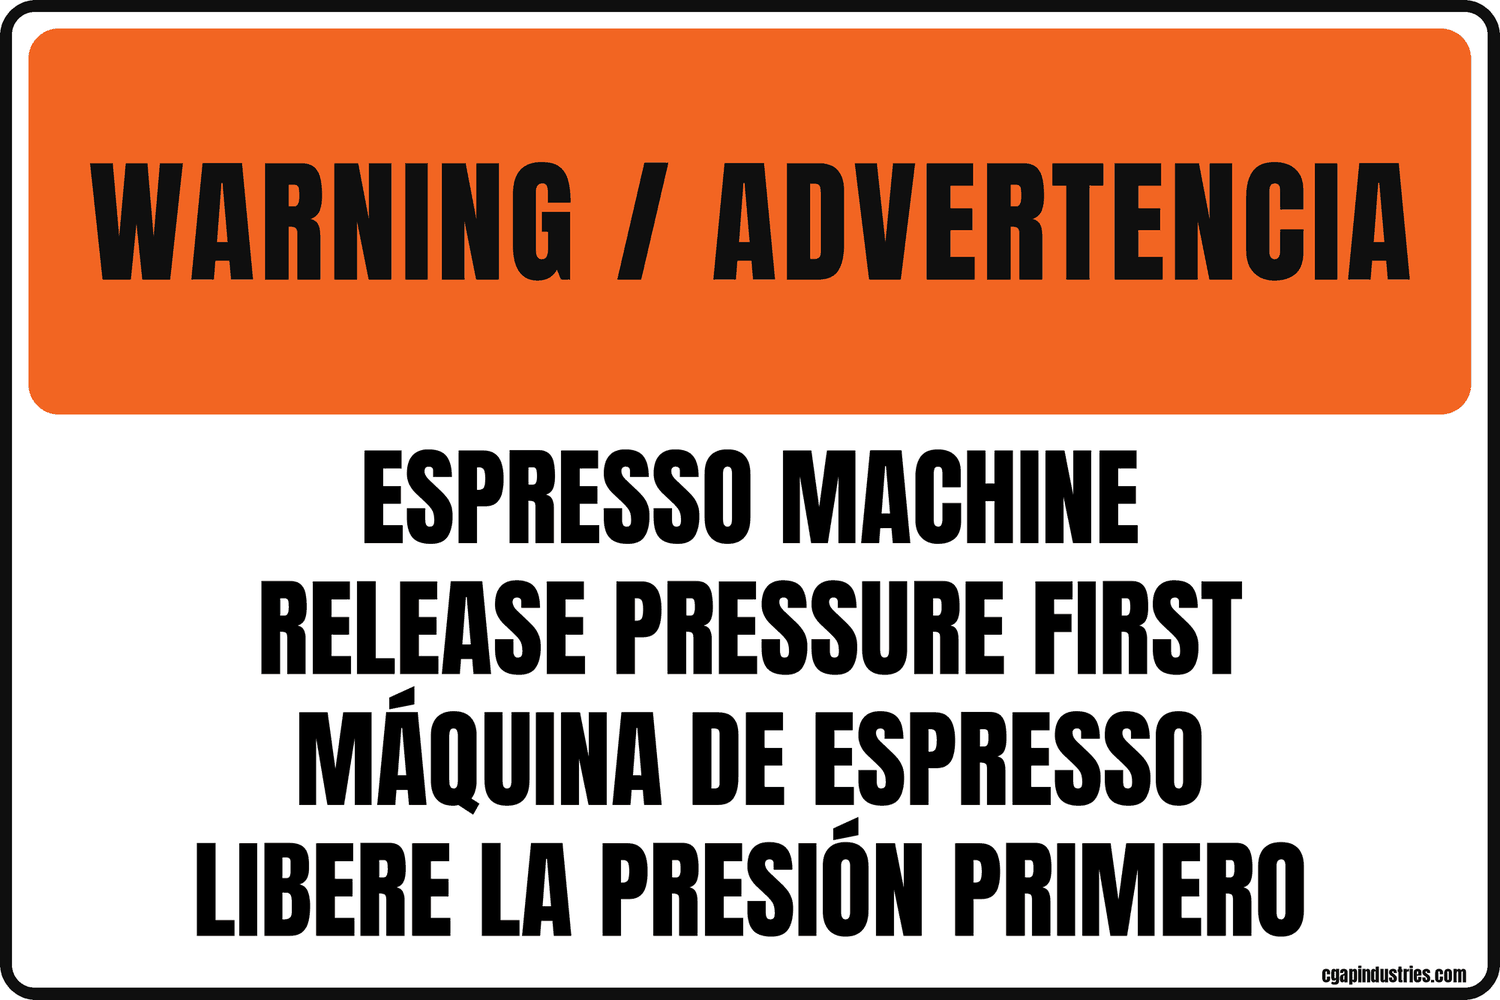 WARNING / ADVERTENCIA
ESPRESSO MACHINE
RELEASE PRESSURE FIRST
MÁQUINA DE ESPRESSO
LIBERE LA PRESIÓN PRIMERO
cgapindustries.com